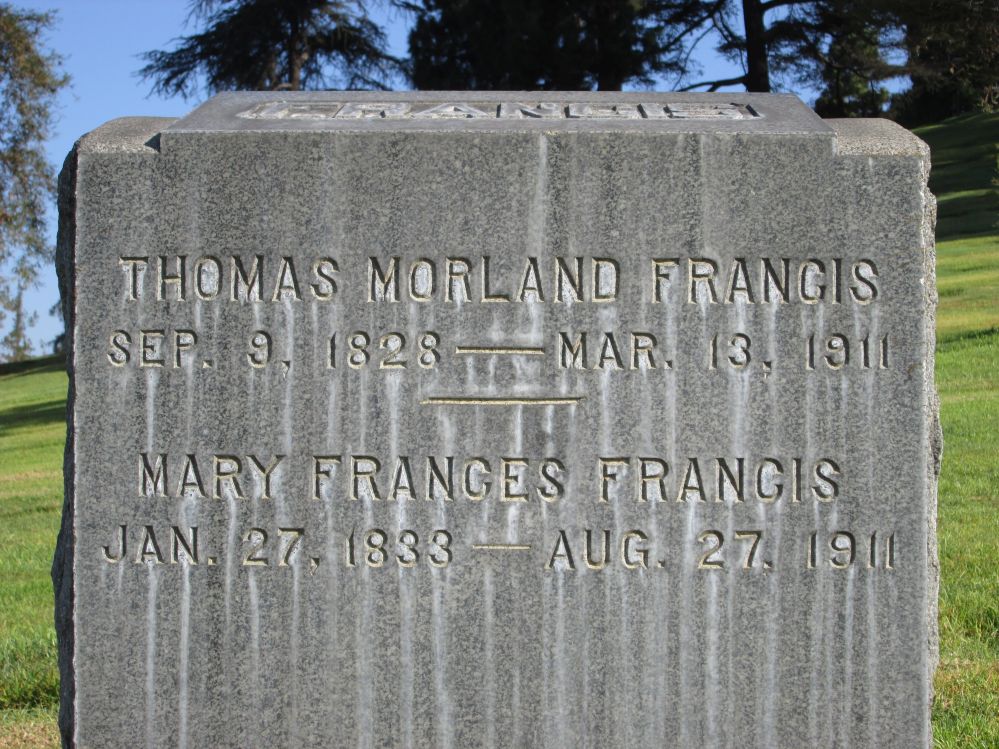 FRANCIS
THOMAS MORLAND FRANCIS
SEP. 9, 1828 — MAR. 13, 1911
MARY FRANCES FRANCIS
JAN. 27, 1833 — AUG. 27. 1911